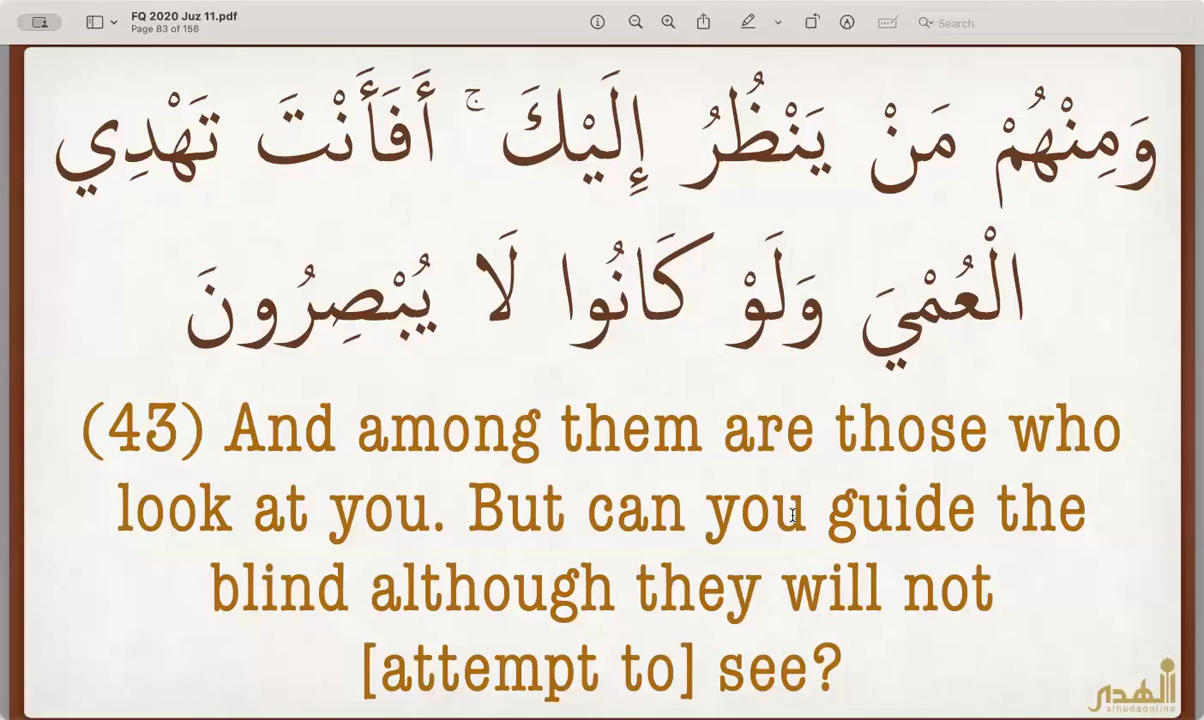 FQ 2020 Juz 11.pdf
Page 83 of 156
Search
وَمِنْهُمْ مَنْ يَنْظُرُ إِلَيْكَ ۚ أَفَأَنْتَ تَهْدِي
الْعُمْيَ وَلَوْ كَانُوا لَا يُبْصِرُونَ
(43) And among them are those who
look at you. But can you guide the
blind although they will not
[attempt to] see?
الهدى
alhudaonline